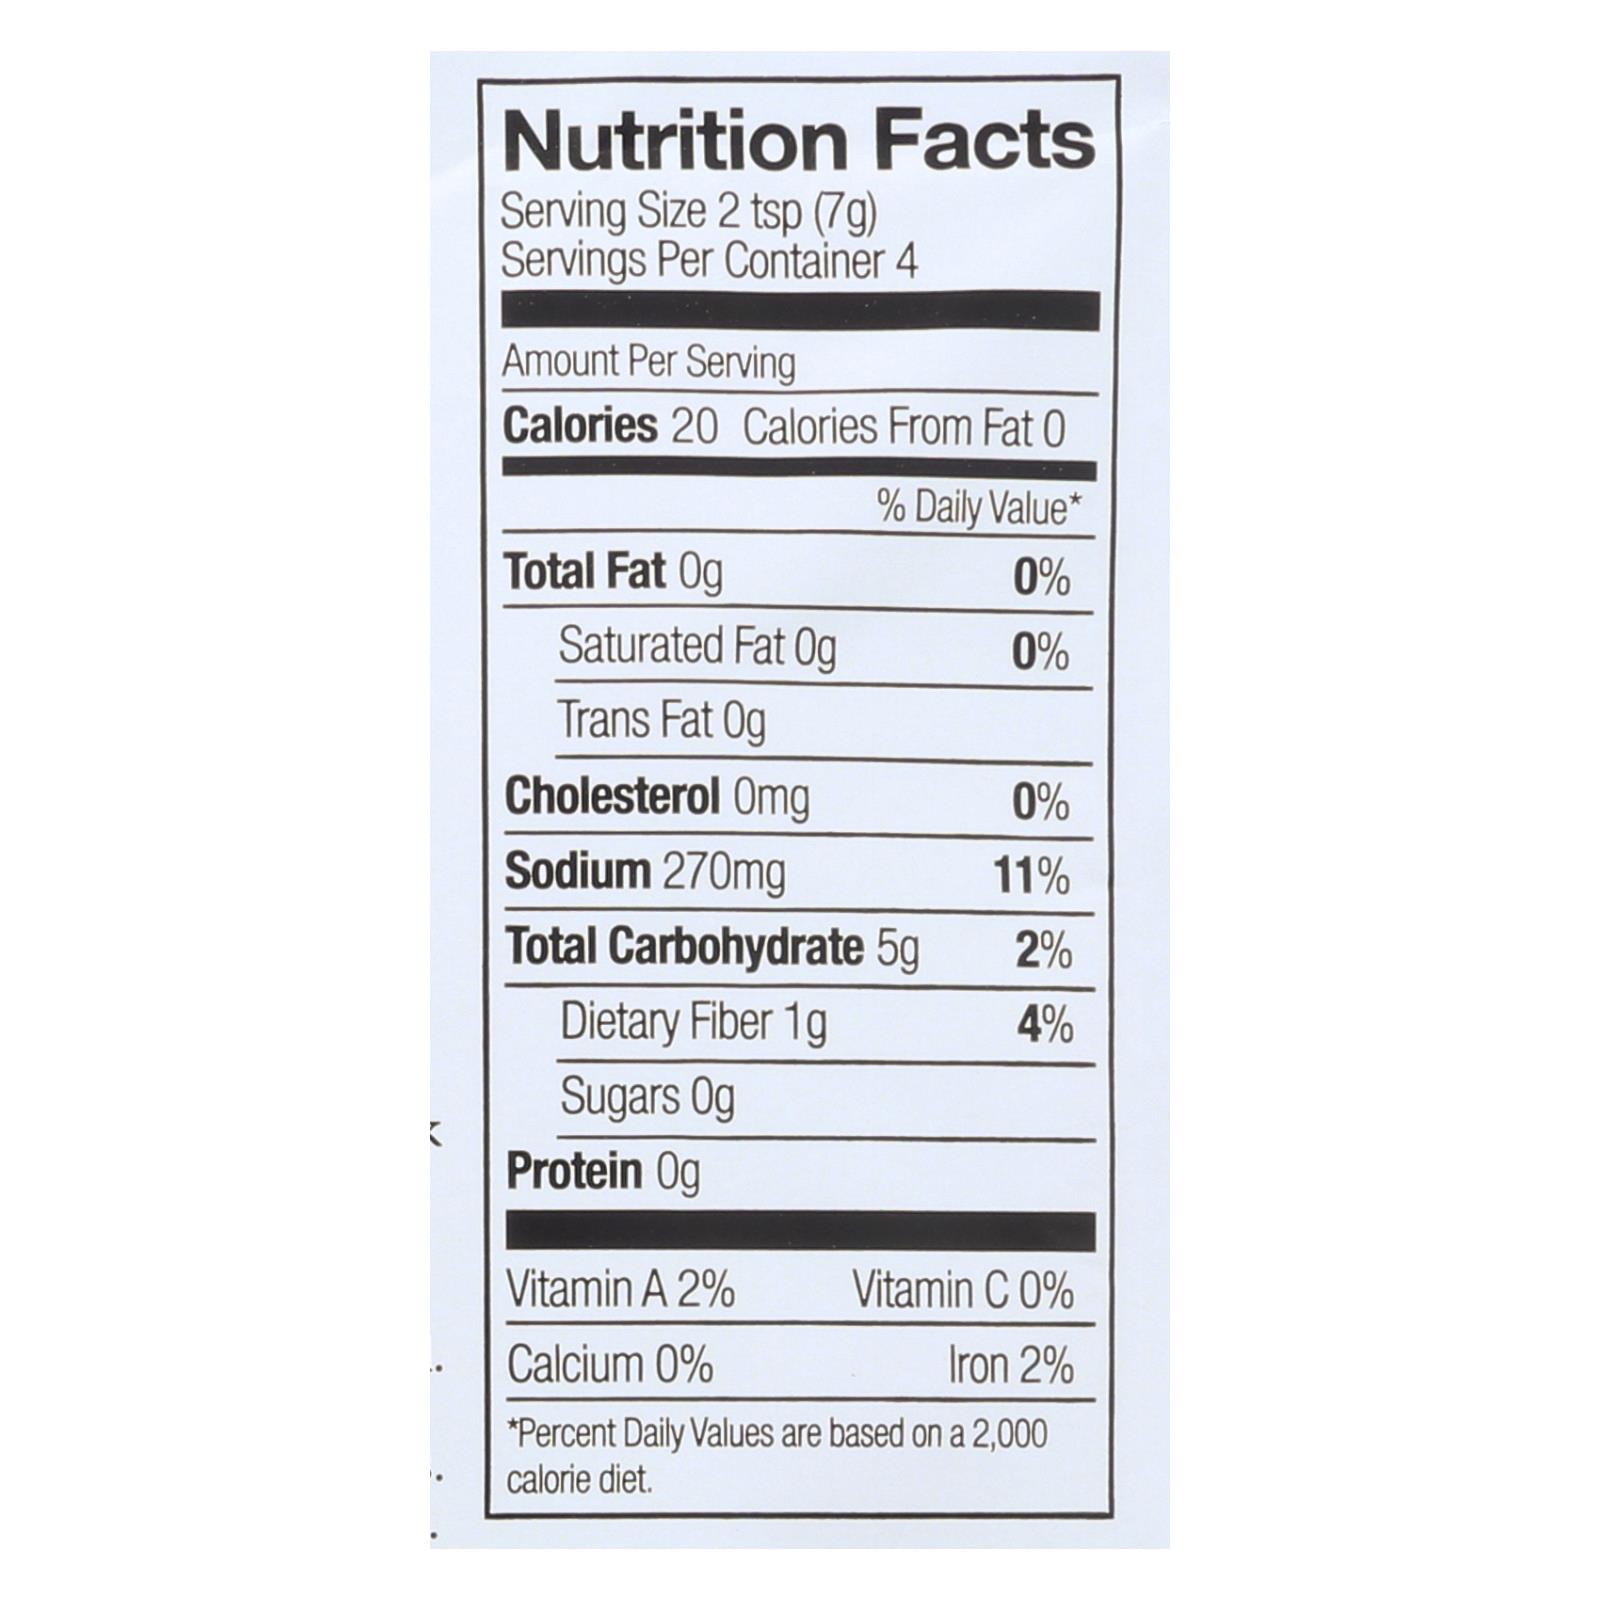 Nutrition Facts
Serving Size 2 tsp (7g)
Servings Per Container 4
Amount Per Serving
Calories 20 Calories From Fat 0
% Daily Value*
Total Fat 0g 0%
Saturated Fat 0g 0%
Trans Fat 0g
Cholesterol 0mg 0%
Sodium 270mg 11%
Total Carbohydrate 5g 2%
Dietary Fiber 1g 4%
Sugars 0g
Protein 0g
Vitamin A 2% Vitamin C 0%
Calcium 0% Iron 2%
*Percent Daily Values are based on a 2,000
calorie diet.